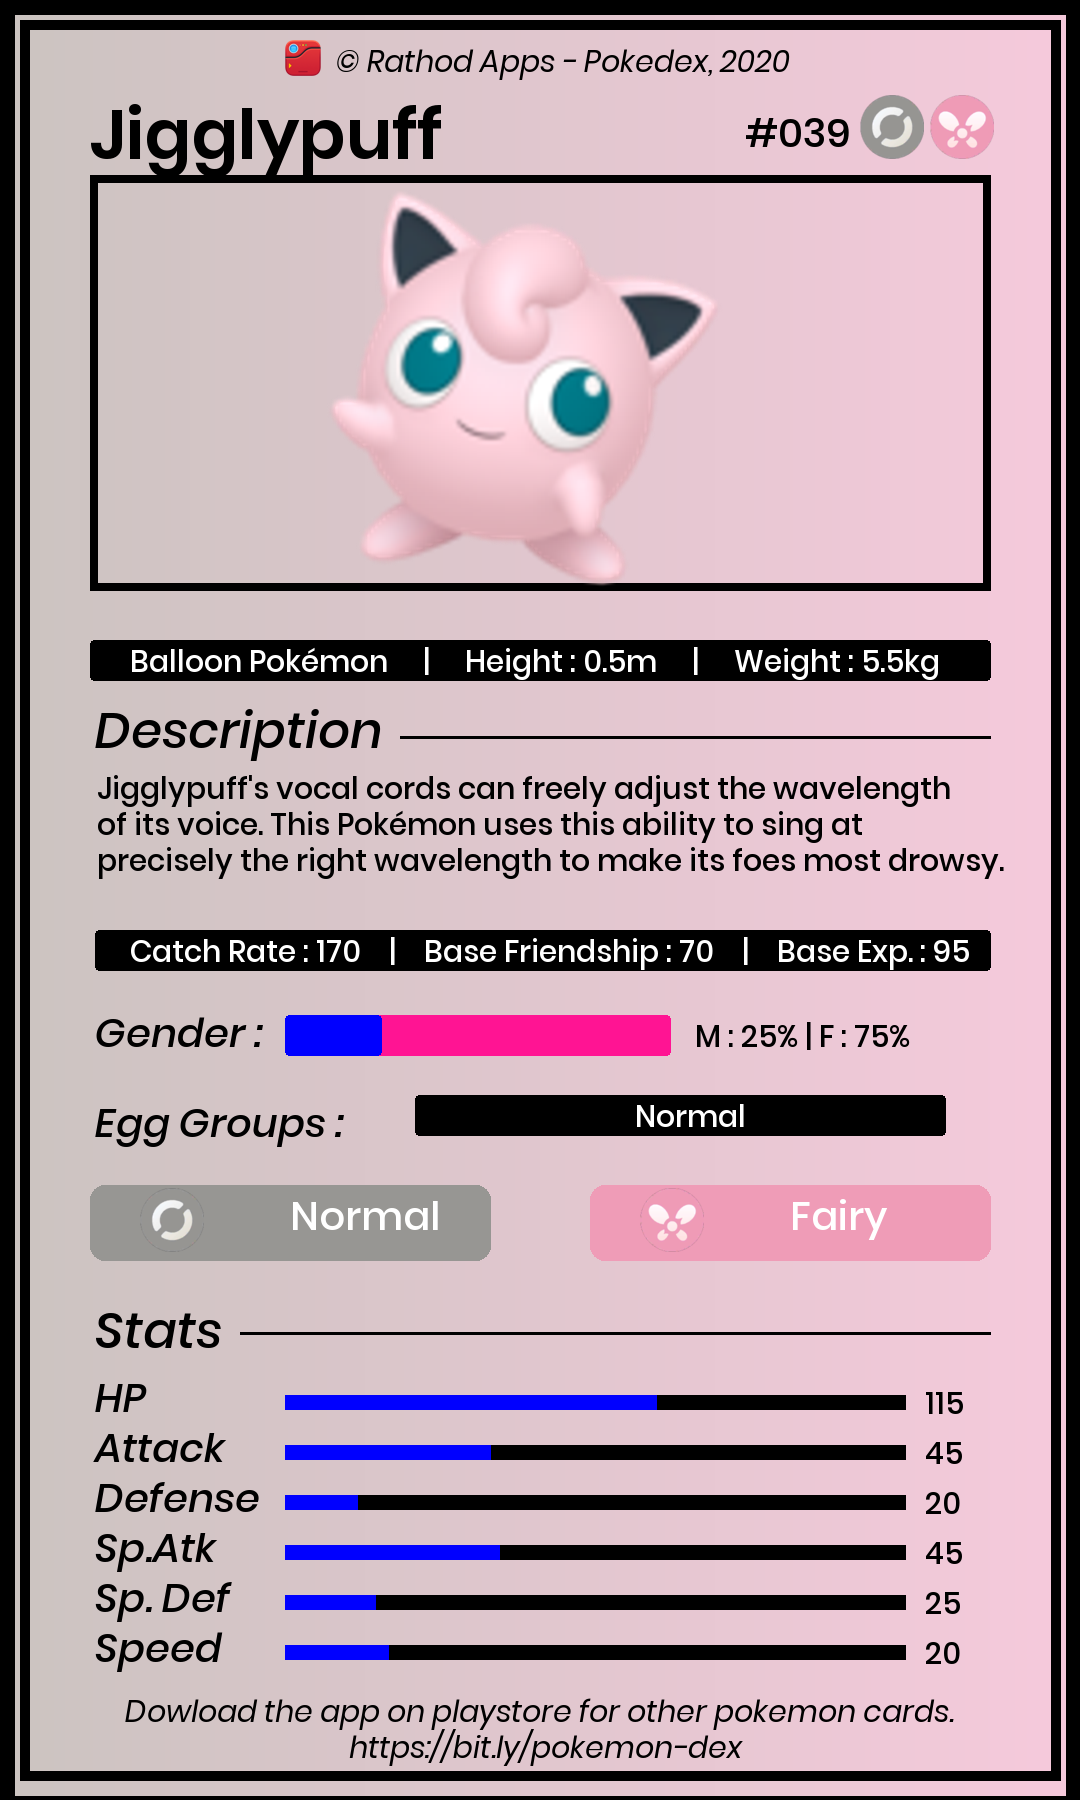 © Rathod Apps - Pokedex, 2020
Jigglypuff #039
Balloon Pokémon | Height : 0.5m | Weight : 5.5kg
Description
Jigglypuff's vocal cords can freely adjust the wavelength
of its voice. This Pokémon uses this ability to sing at
precisely the right wavelength to make its foes most drowsy.
Catch Rate : 170 | Base Friendship : 70 | Base Exp. : 95
Gender : M : 25% | F : 75%
Egg Groups : Normal
Normal Fairy
Stats
HP 115
Attack 45
Defense 20
Sp.Atk 45
Sp. Def 25
Speed 20
Dowload the app on playstore for other pokemon cards.
https://bit.ly/pokemon-dex